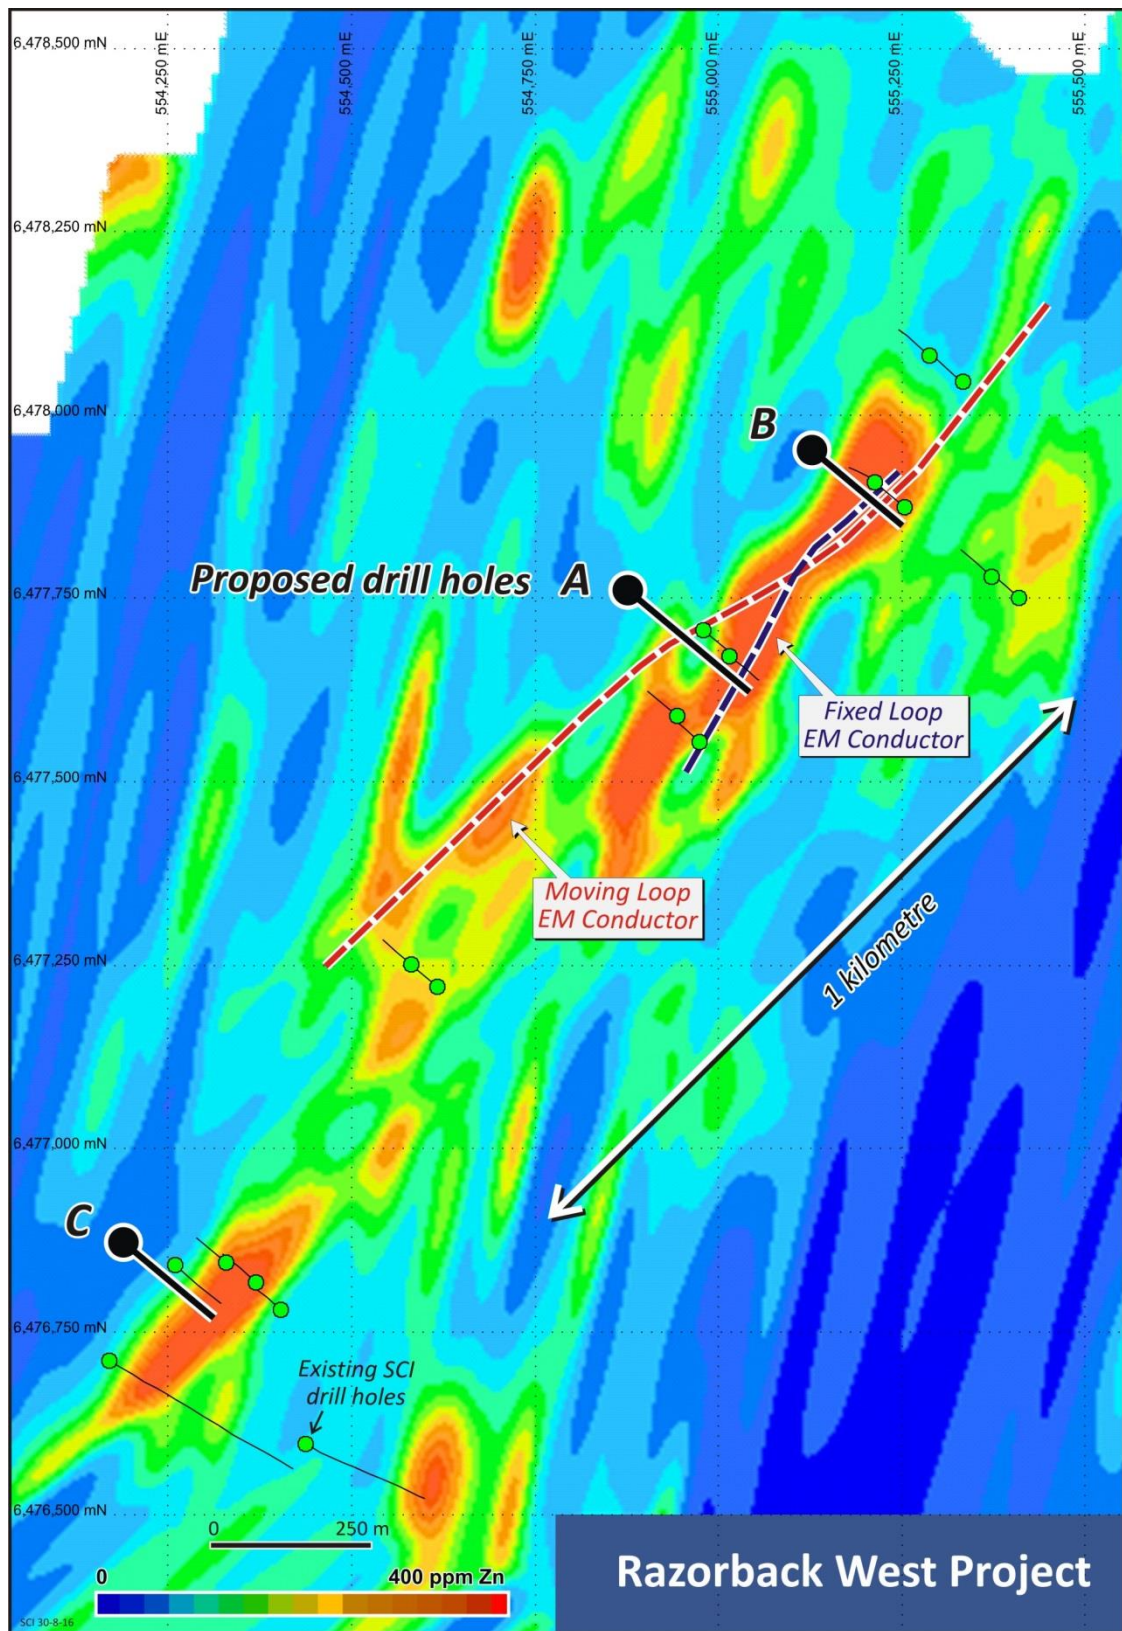 554,250 mE
554,500 mE
554,750 mE
555,000 mE
555,250 mE
555,500 mE
6,478,500 mN
6,478,250 mN
6,478,000 mN
B
Proposed drill holes A
6,477,750 mN
Fixed Loop
EM Conductor
6,477,500 mN
Moving Loop
EM Conductor
1 kilometre
6,477,250 mN
6,477,000 mN
C
6,476,750 mN
Existing SCI
drill holes
6,476,500 mN
0 250 m
0 400 ppm Zn
Razorback West Project
SCI 30-8-16